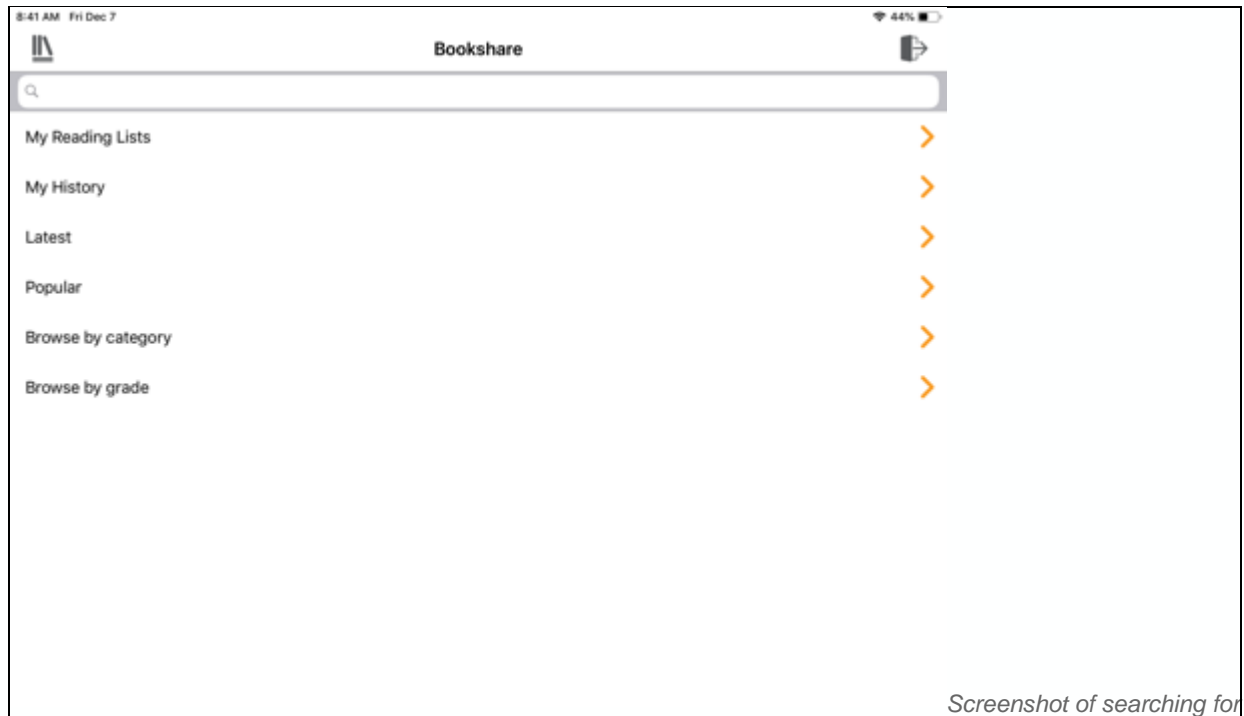 8:41 AM Fri Dec 7 44%
Bookshare
My Reading Lists
My History
Latest
Popular
Browse by category
Browse by grade
Screenshot of searching for